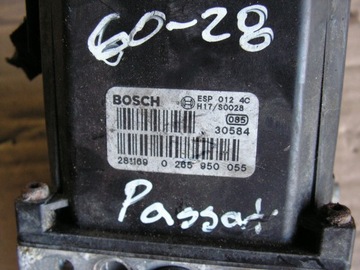 60-28
BOSCH ESP 012 4C
H17/S0028
085
30584
281169 0 265 950 055
Passat